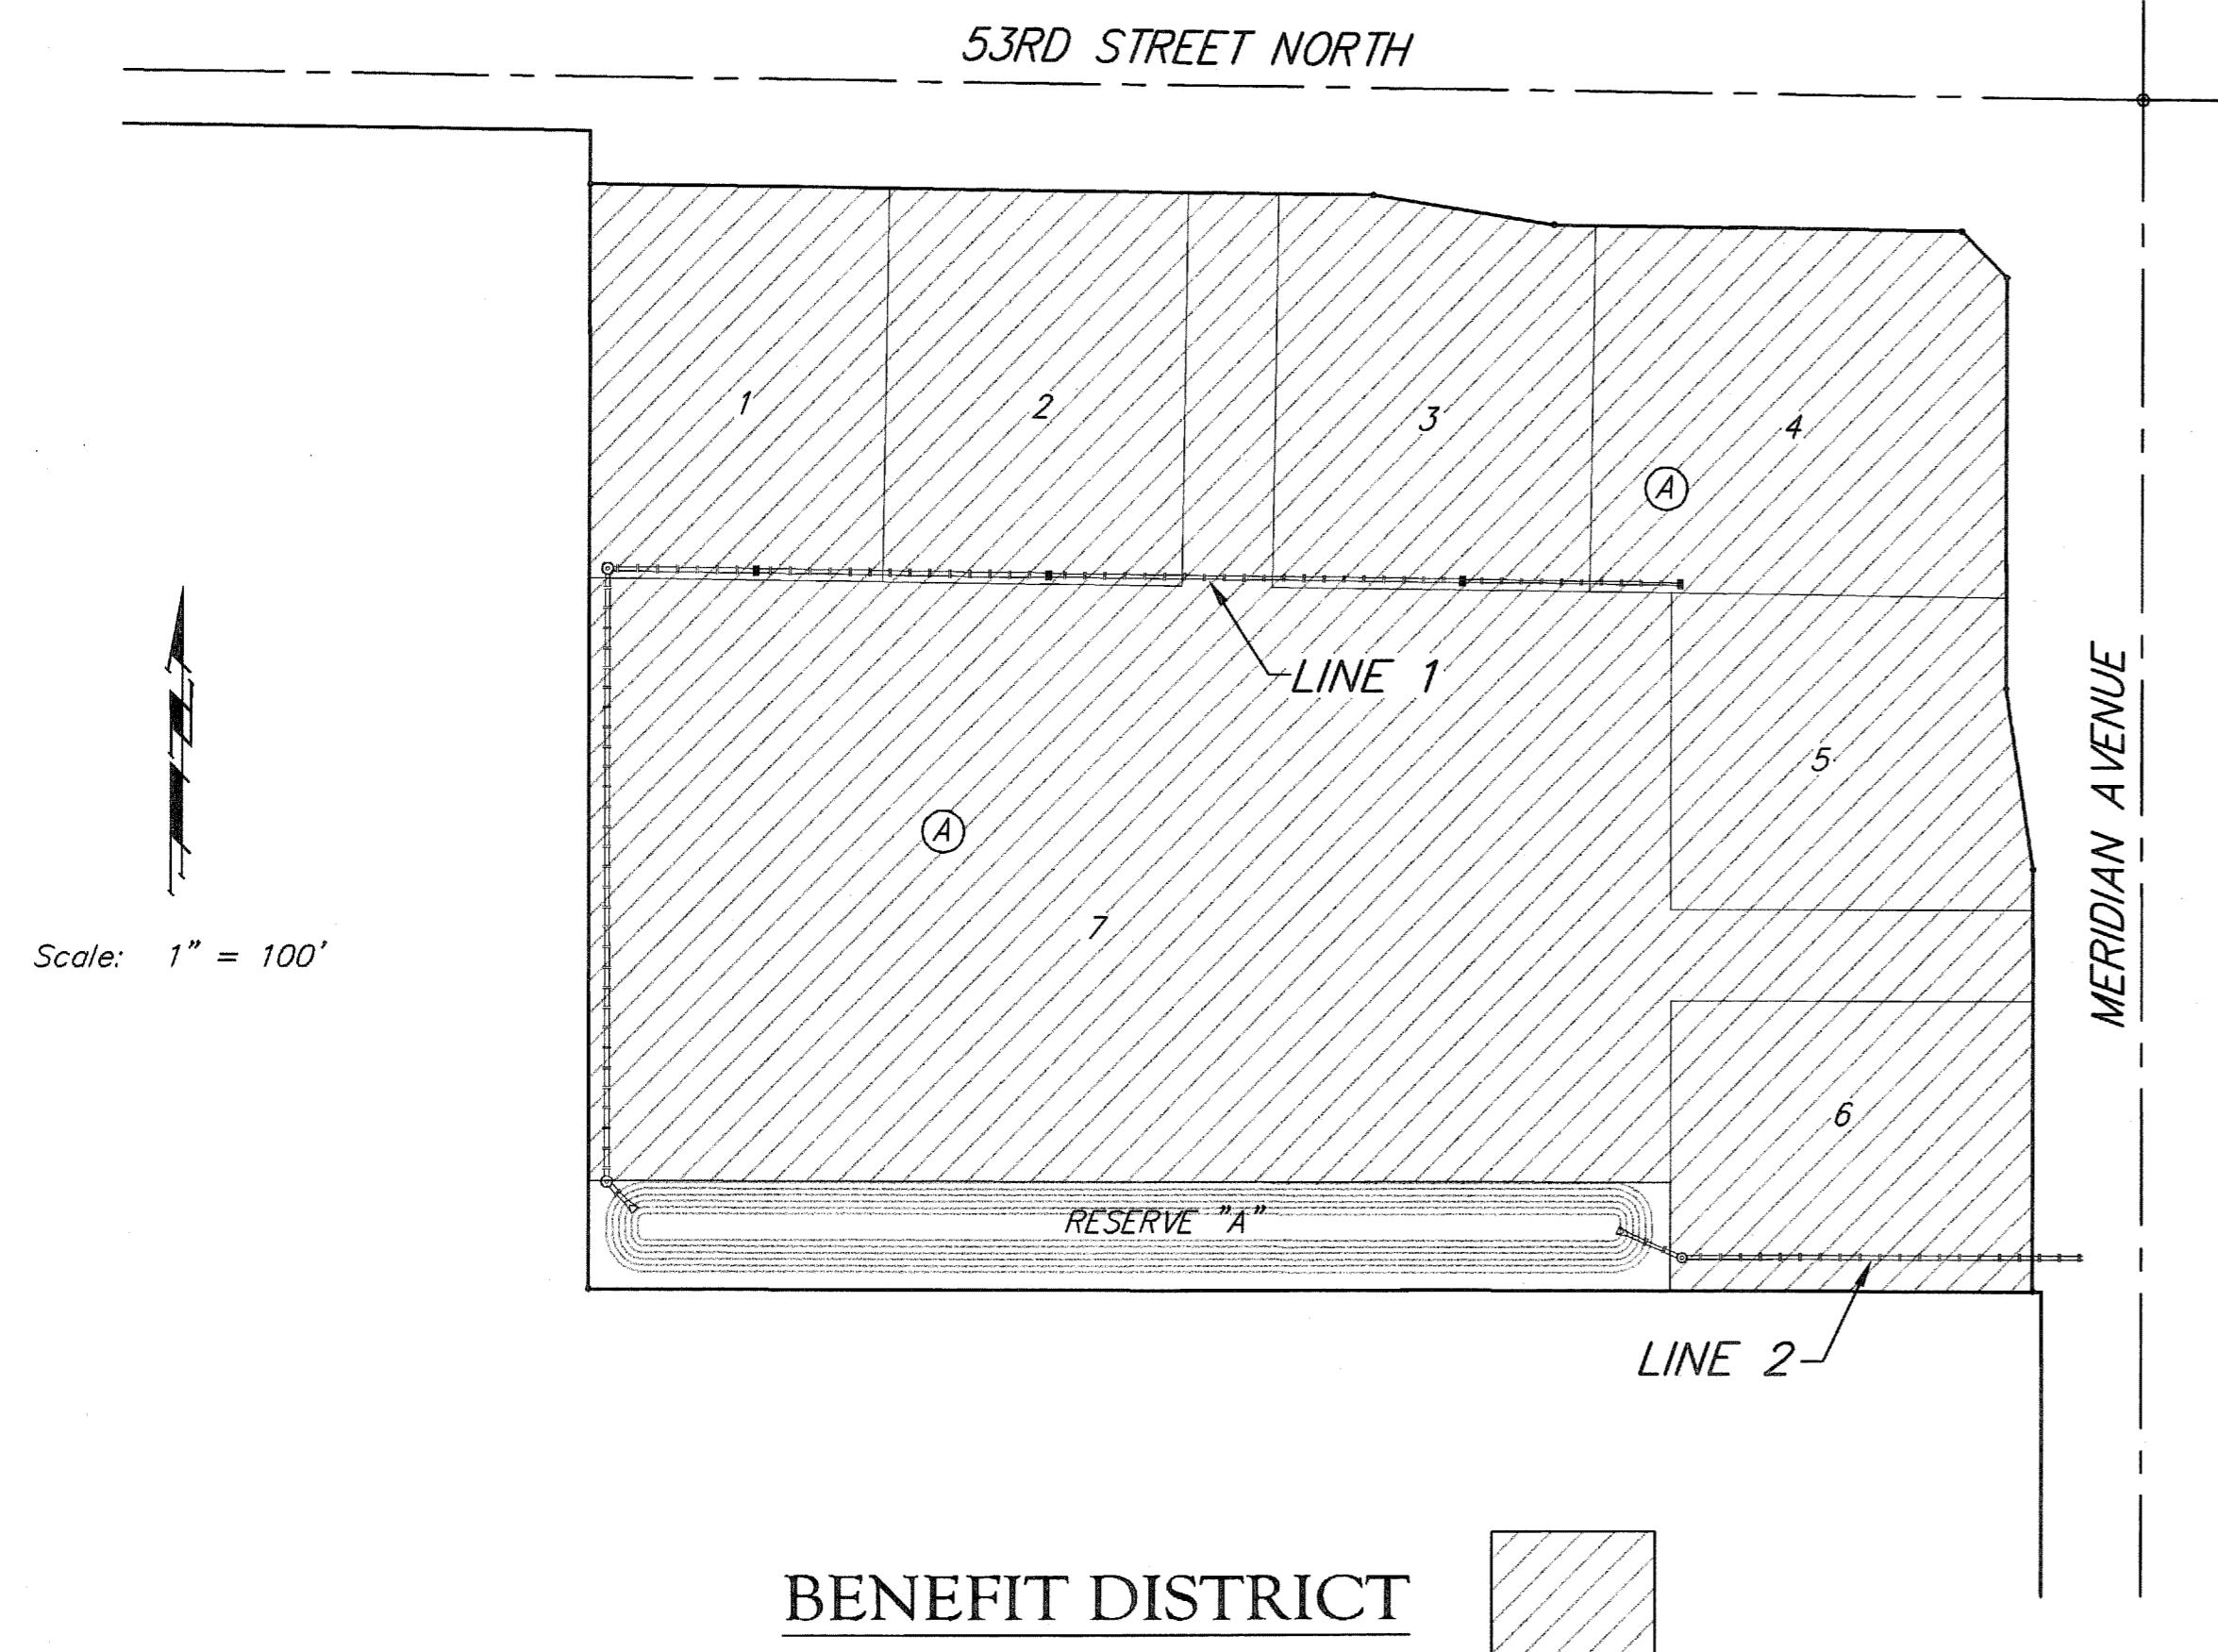 53RD STREET NORTH
1
2
3
4
A
LINE 1
MERIDIAN AVENUE
5
A
7
Scale: 1" = 100'
6
RESERVE "A"
LINE 2
BENEFIT DISTRICT